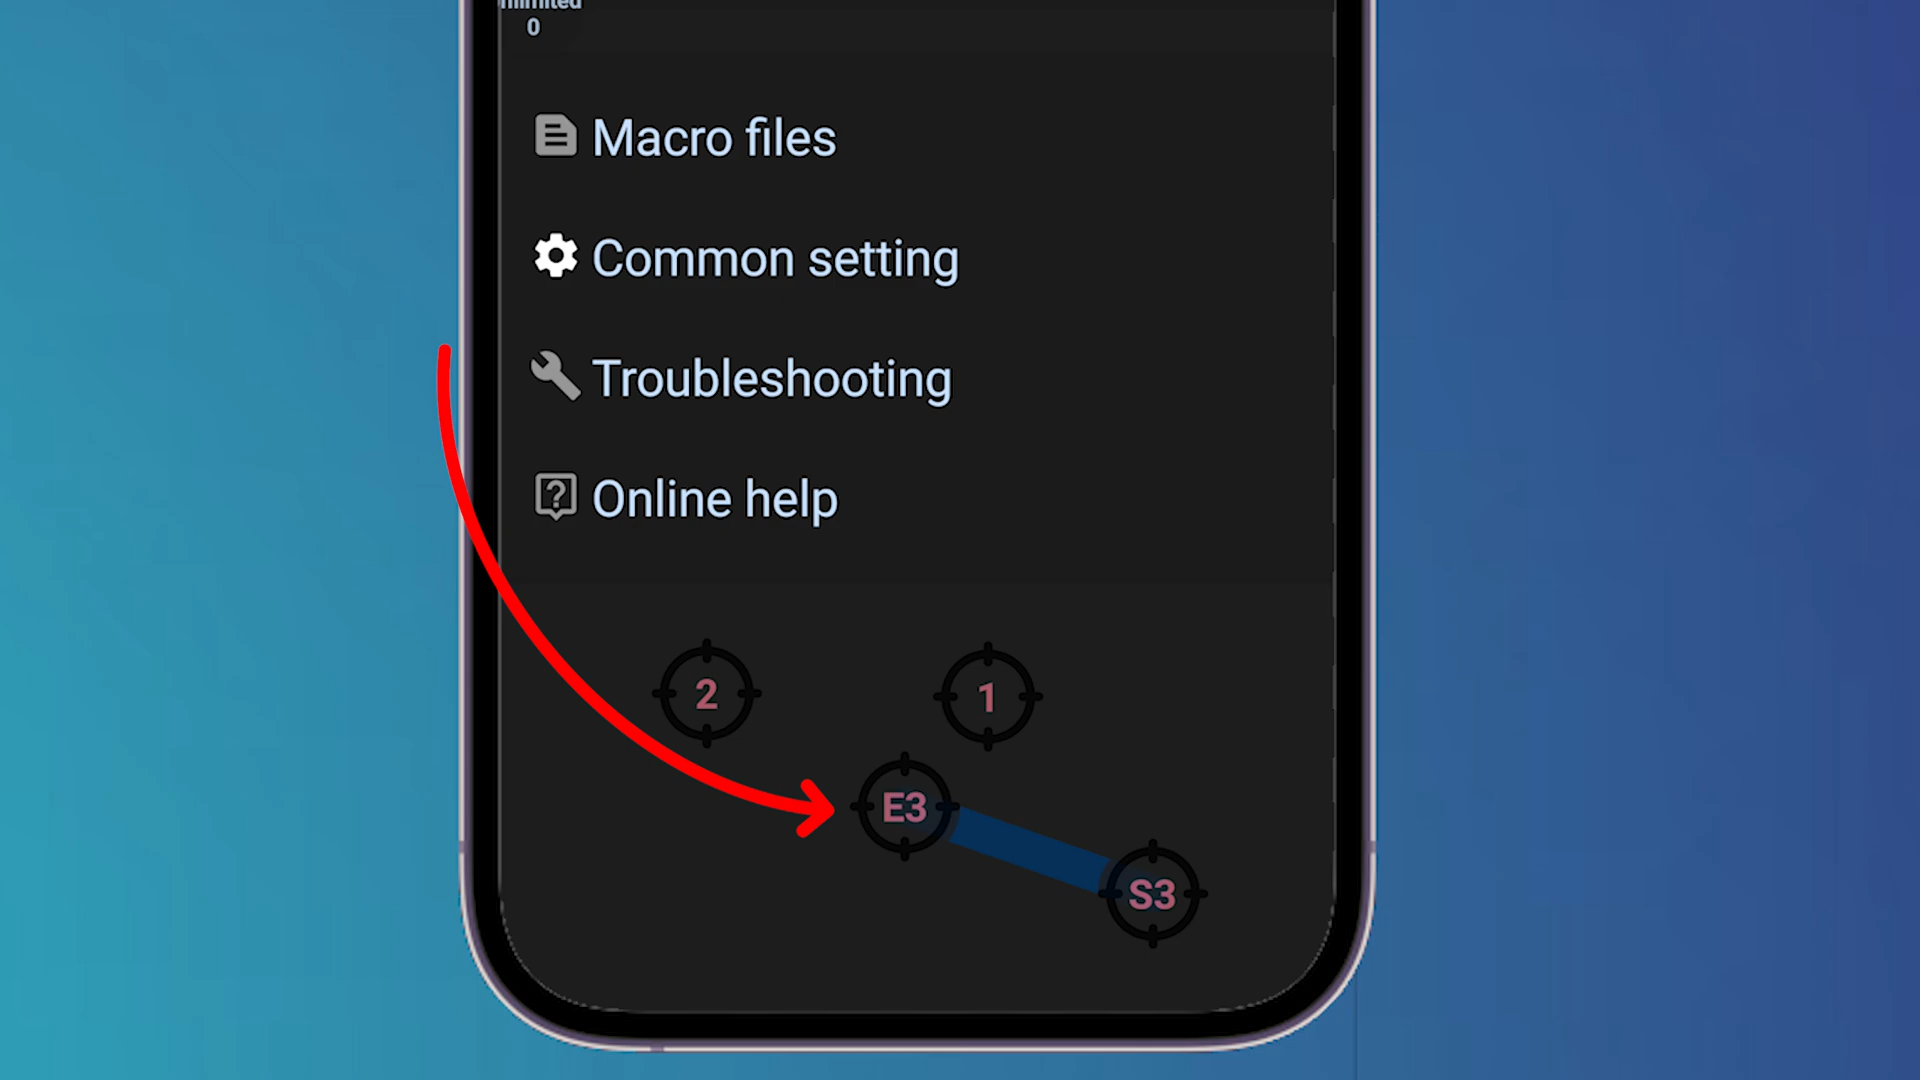 0
Macro files
Common setting
Troubleshooting
Online help
2
1
E3
S3